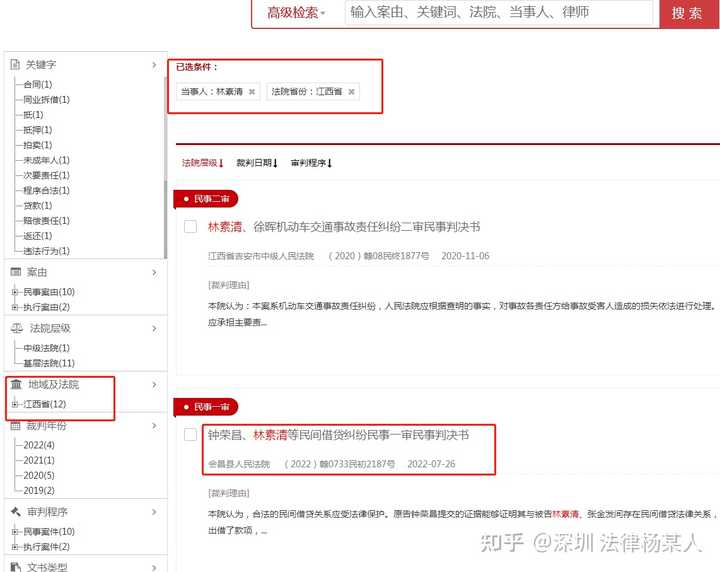 高级检索
输入案由、关键词、法院、当事人、律师
搜 索
关键字
合同(1)
同业拆借(1)
抵(1)
抵押(1)
拍卖(1)
未成年人(1)
次要责任(1)
程序合法(1)
贷款(1)
赔偿责任(1)
返还(1)
违法行为(1)
案由
民事案由(10)
执行案由(2)
法院层级
中级法院(1)
基层法院(11)
地域及法院
江西省(12)
裁判年份
2022(4)
2021(1)
2020(5)
2019(2)
审判程序
民事案件(10)
执行案件(2)
文书类型
已选条件：
当事人：林素清 ×
法院省份：江西省 ×
法院层级↓ 裁判日期↓ 审判程序↓
民事二审
林素清、徐晖机动车交通事故责任纠纷二审民事判决书
江西省吉安市中级人民法院 （2020）赣08民终1877号 2020-11-06
[裁判理由]
本院认为：本案系机动车交通事故责任纠纷，人民法院应根据查明的事实，对事故各责任方给事故受害人造成的损失依法进行处理。
应承担主要责...
民事一审
钟荣昌、林素清等民间借贷纠纷民事一审民事判决书
会昌县人民法院 （2022）赣0733民初2187号 2022-07-26
[裁判理由]
本院认为，合法的民间借贷关系应受法律保护。原告钟荣昌提交的证据能够证明其与被告林素清、张金发间存在民间借贷法律关系，
出借了款项，...
知乎 @深圳 法律杨某人